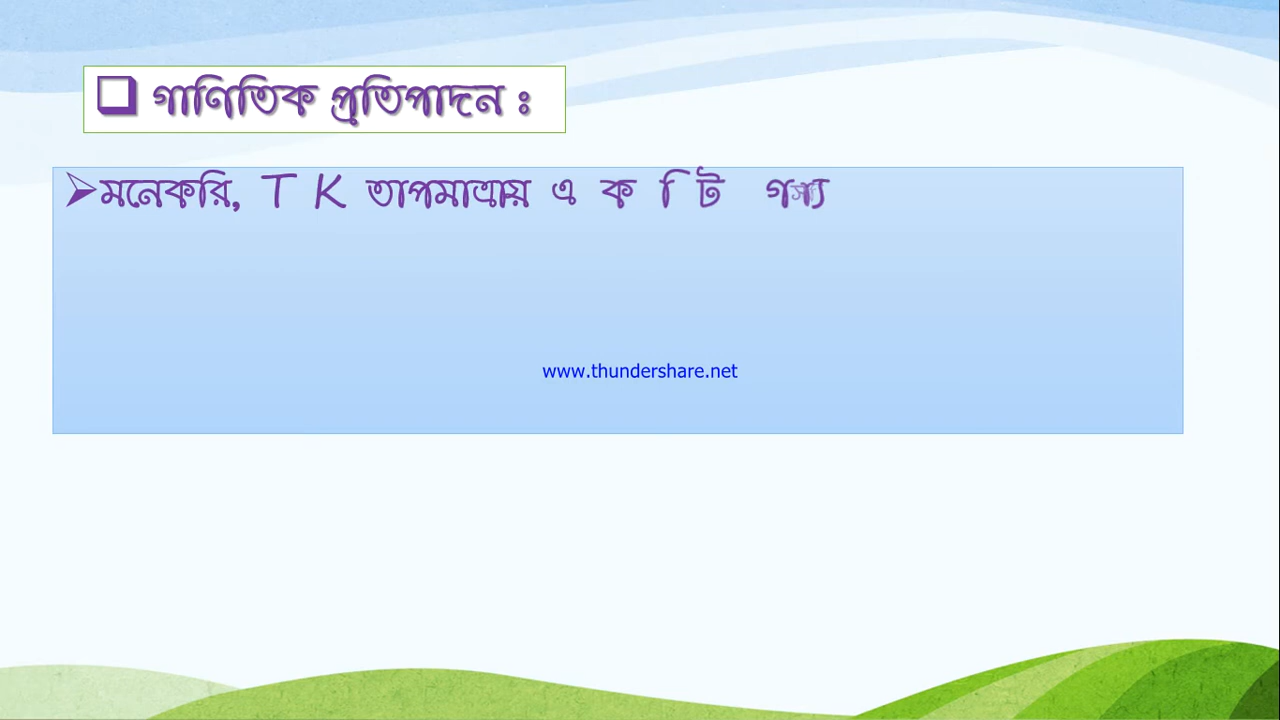 ❑ গাণিতিক প্রতিপাদন ঃ
➢মনেকরি, T K তাপমাত্রায় এ ক টি
www.thundershare.net